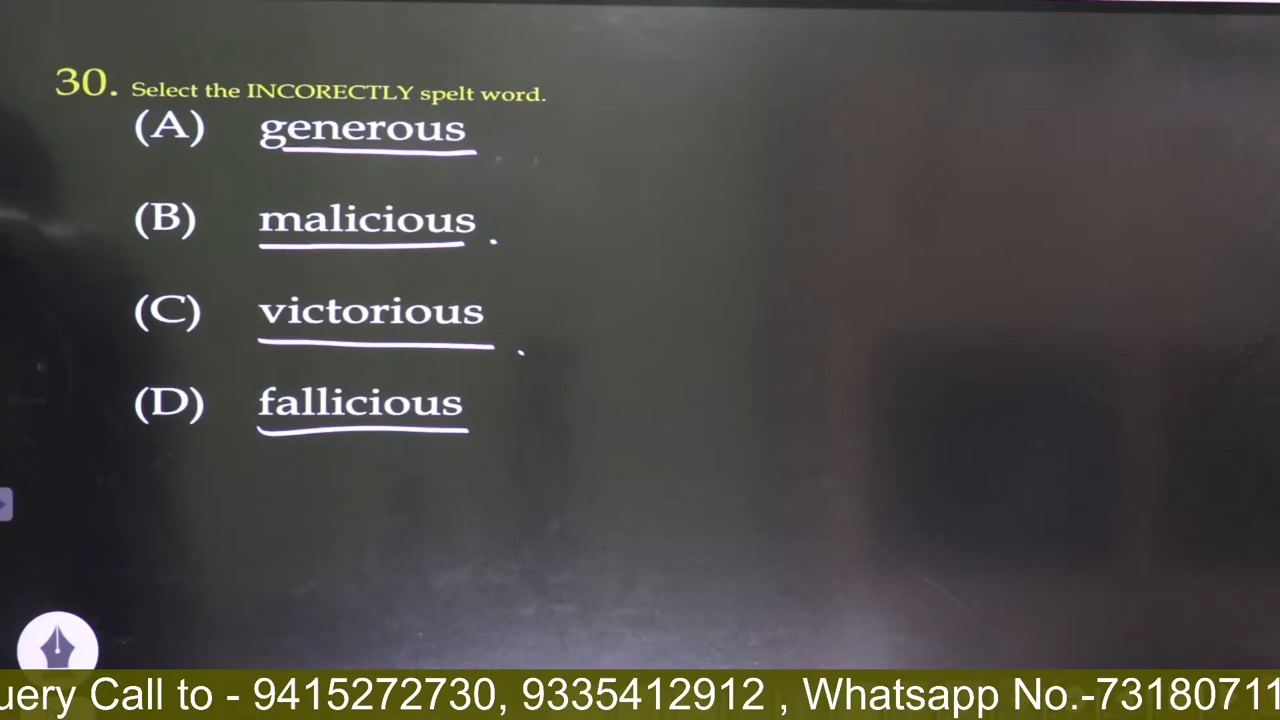 30. Select the INCORECTLY spelt word.
(A) generous
(B) malicious
(C) victorious
(D) fallicious
uery Call to - 9415272730, 9335412912 , Whatsapp No.-73180711